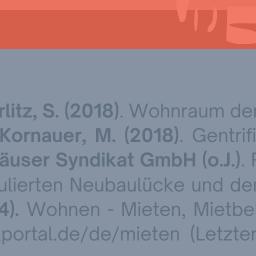 rlitz, S. (2018). Wohnraum der
Kornauer, M. (2018). Gentrifi
äuser Syndikat GmbH (o.J.).
ulierten Neubaulücke und der
4). Wohnen - Mieten, Mietbe
portal.de/de/mieten (Letzter